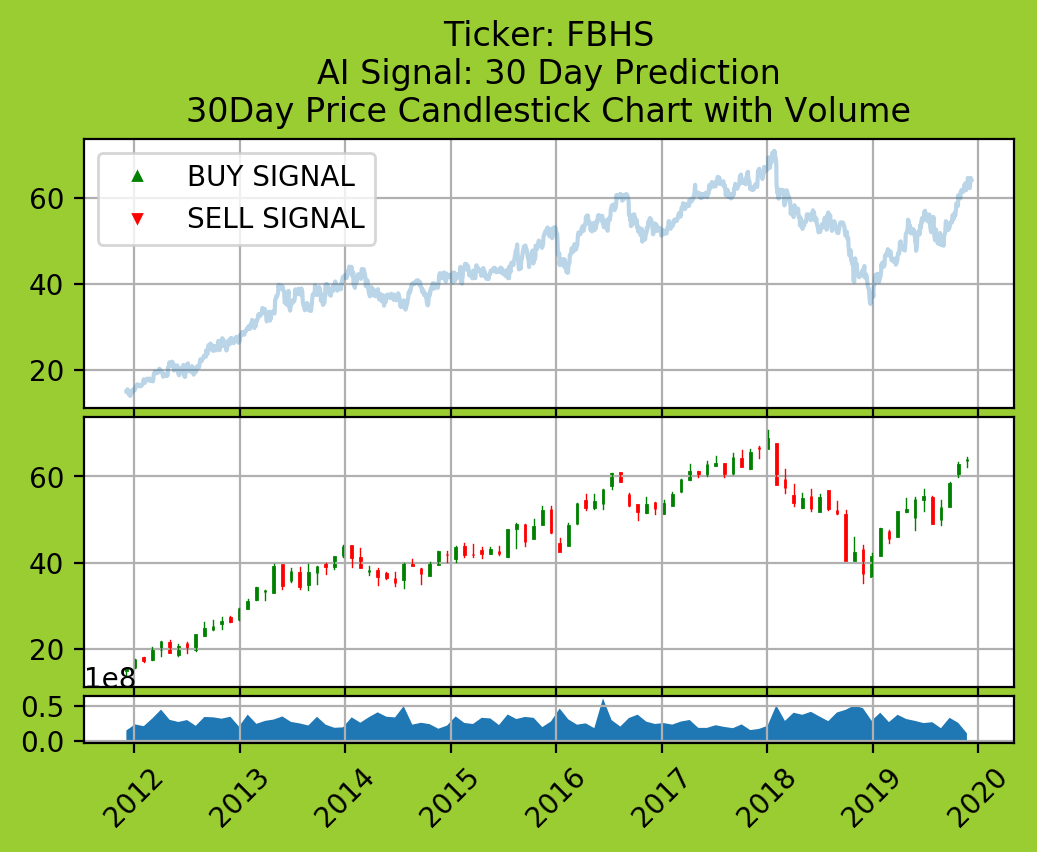 Ticker: FBHS
AI Signal: 30 Day Prediction
30Day Price Candlestick Chart with Volume
BUY SIGNAL
SELL SIGNAL
60
40
20
60
40
20
1e8
0.5
0.0
2012 2013 2014 2015 2016 2017 2018 2019 2020